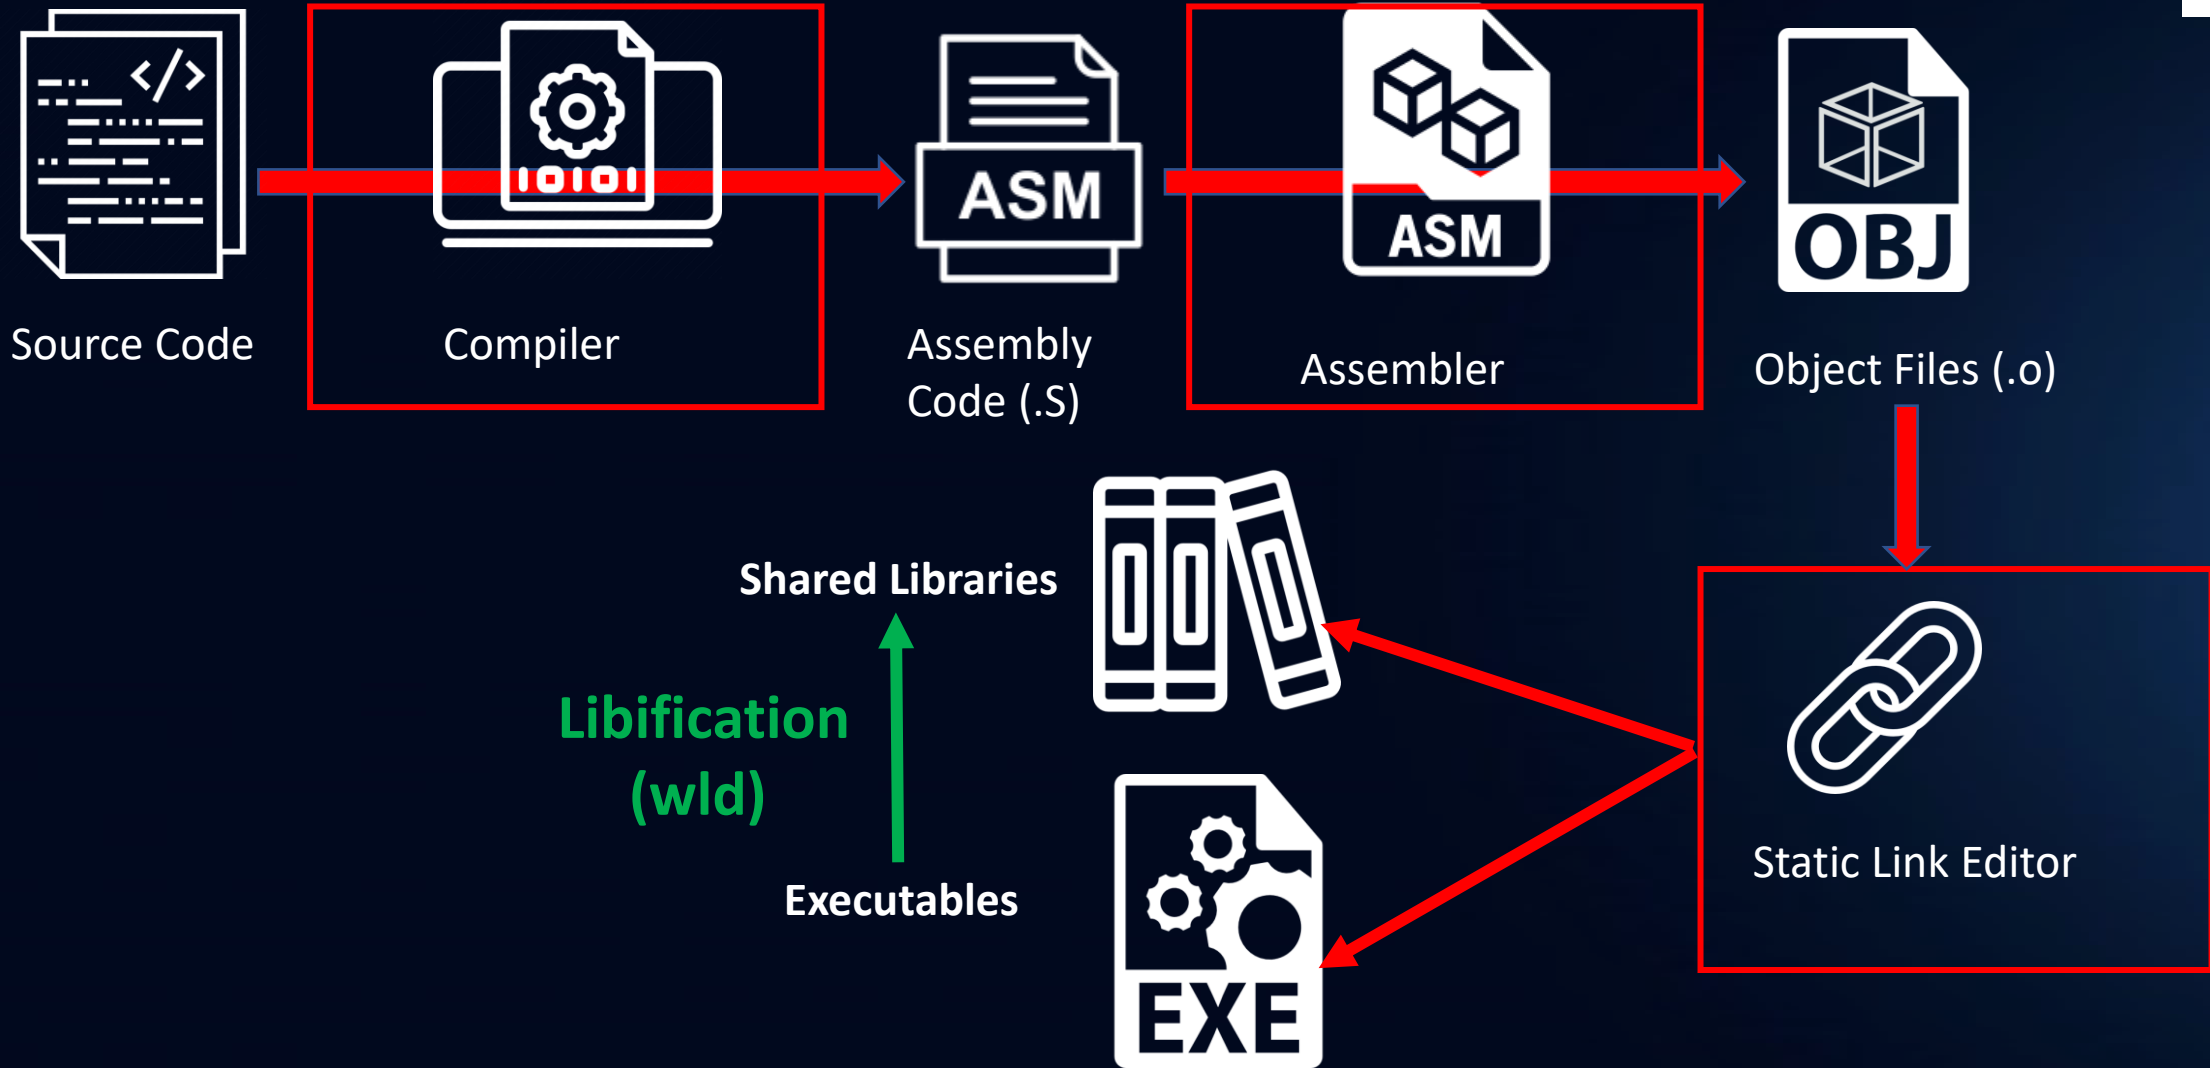 </>
10101
ASM
ASM
OBJ
Source Code
Compiler
Assembly
Code (.S)
Assembler
Object Files (.o)
Shared Libraries
Libification
(wld)
Executables
Static Link Editor
EXE